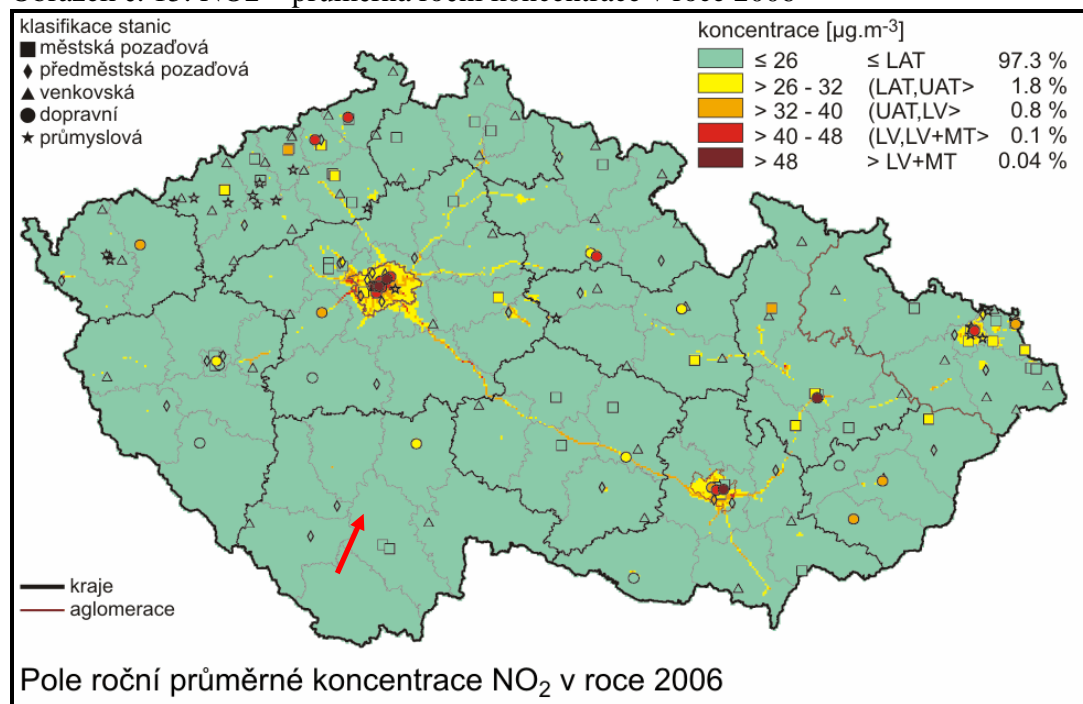 klasifikace stanic
městská pozaďová
předměstská pozaďová
venkovská
dopravní
průmyslová
koncentrace [µg.m-3]
≤ 26 ≤ LAT 97.3 %
> 26 - 32 (LAT,UAT> 1.8 %
> 32 - 40 (UAT,LV> 0.8 %
> 40 - 48 (LV,LV+MT> 0.1 %
> 48 > LV+MT 0.04 %
kraje
aglomerace
Pole roční průměrné koncentrace NO2 v roce 2006